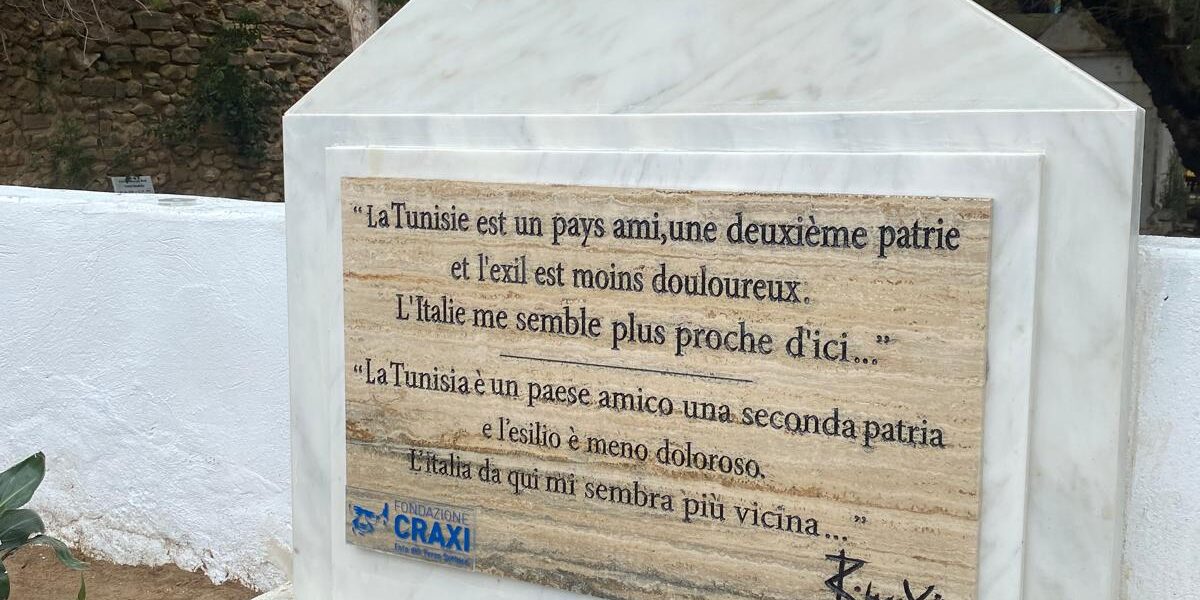 “La Tunisie est un pays ami,une deuxième patrie
et l'exil est moins douloureux.
L'Italie me semble plus proche d'ici...”
“La Tunisia è un paese amico una seconda patria
e l'esilio è meno doloroso.
L'italia da qui mi sembra più vicina...”
FONDAZIONE
CRAXI